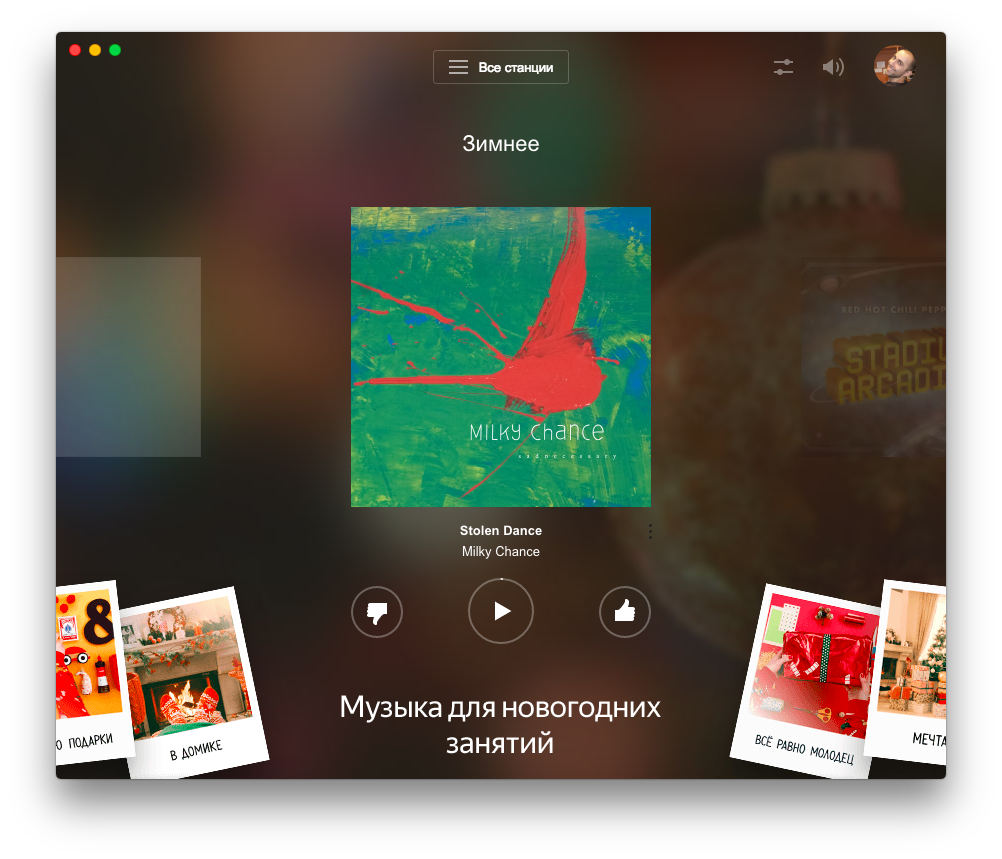 Все станции
Зимнее
RED HOT CHILI PEPP
STADIU
ARCADI
MILKY chance
sadnecessary
Stolen Dance
Milky Chance
8
О ПОДАРКИ
В ДОМИКЕ
Музыка для новогодних
занятий
ВСЁ РАВНО МОЛОДЕЦ
МЕЧТА